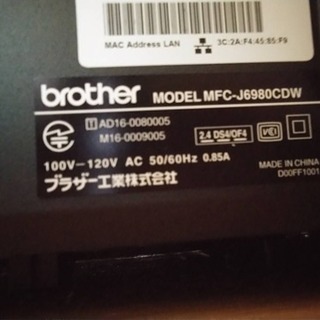 MAC Address LAN
3C:2A:F4:45:85:F9
brother MODEL MFC-J6980CDW
T AD16-0080005
M16-0009005
2.4 DS4/OF4
VCI
100V-120V AC 50/60Hz 0.85A
MADE IN CHINA
ブラザー工業株式会社
D00FF1001